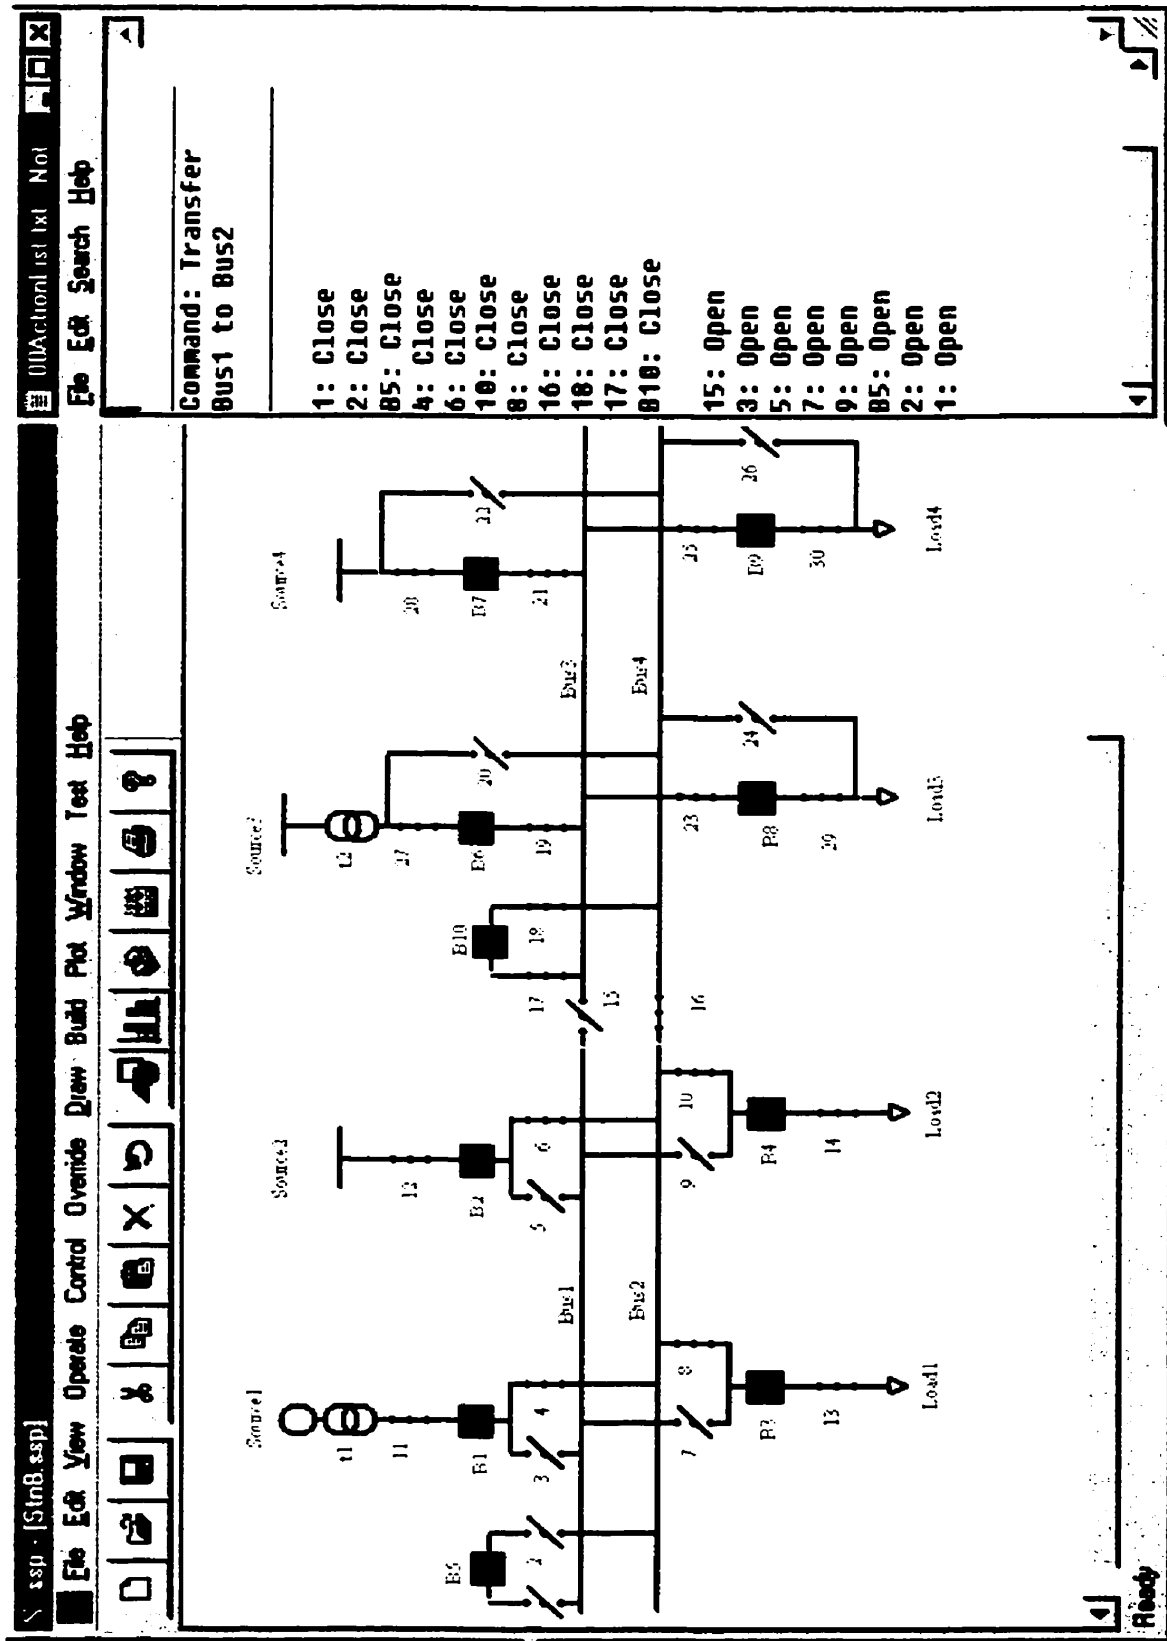 ssp - [StnB.ssp]
File Edit View Operate Control Override Draw Build Plot Window Test Help
Source1
Source2
Source4
t1
t2
11
12
27
28
B5
B1
B2
B10
B6
B7
2
3
4
5
6
17
18
19
20
21
22
Bus1
Bus3
15
Bus2
Bus4
16
7
8
9
10
23
24
25
26
B3
B4
B8
B9
13
14
29
30
Load1
Load2
Load3
Load4
Ready
00ActionList.txt Not
File Edit Search Help
Command: Transfer
Bus1 to Bus2
1: Close
2: Close
B5: Close
4: Close
6: Close
10: Close
8: Close
16: Close
18: Close
17: Close
B10: Close
15: Open
3: Open
5: Open
7: Open
9: Open
B5: Open
2: Open
1: Open